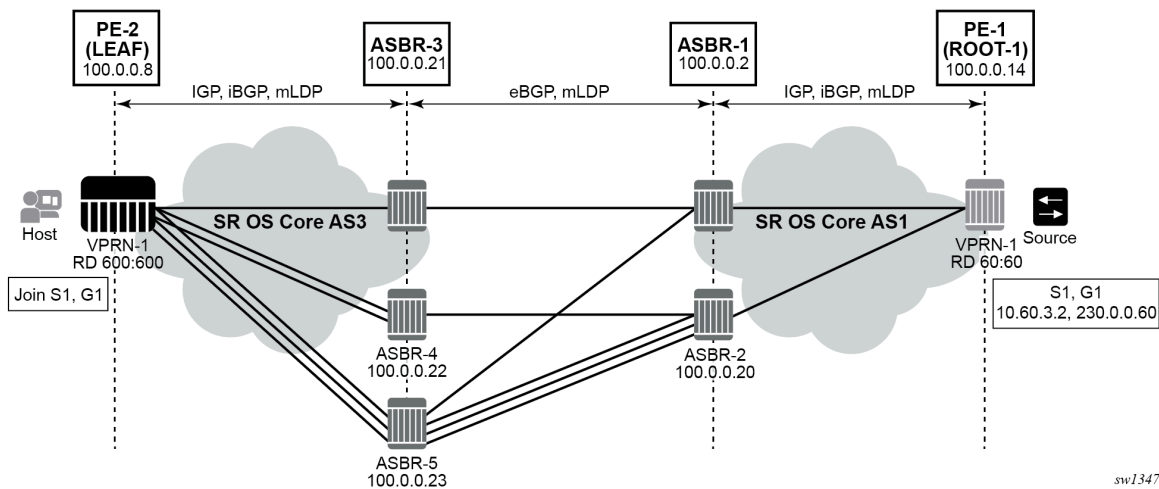 PE-2
(LEAF)
100.0.0.8
ASBR-3
100.0.0.21
ASBR-1
100.0.0.2
PE-1
(ROOT-1)
100.0.0.14
IGP, iBGP, mLDP
eBGP, mLDP
IGP, iBGP, mLDP
Host
SR OS Core AS3
SR OS Core AS1
Source
VPRN-1
RD 600:600
VPRN-1
RD 60:60
Join S1, G1
S1, G1
10.60.3.2, 230.0.0.60
ASBR-4
100.0.0.22
ASBR-2
100.0.0.20
ASBR-5
100.0.0.23
sw1347